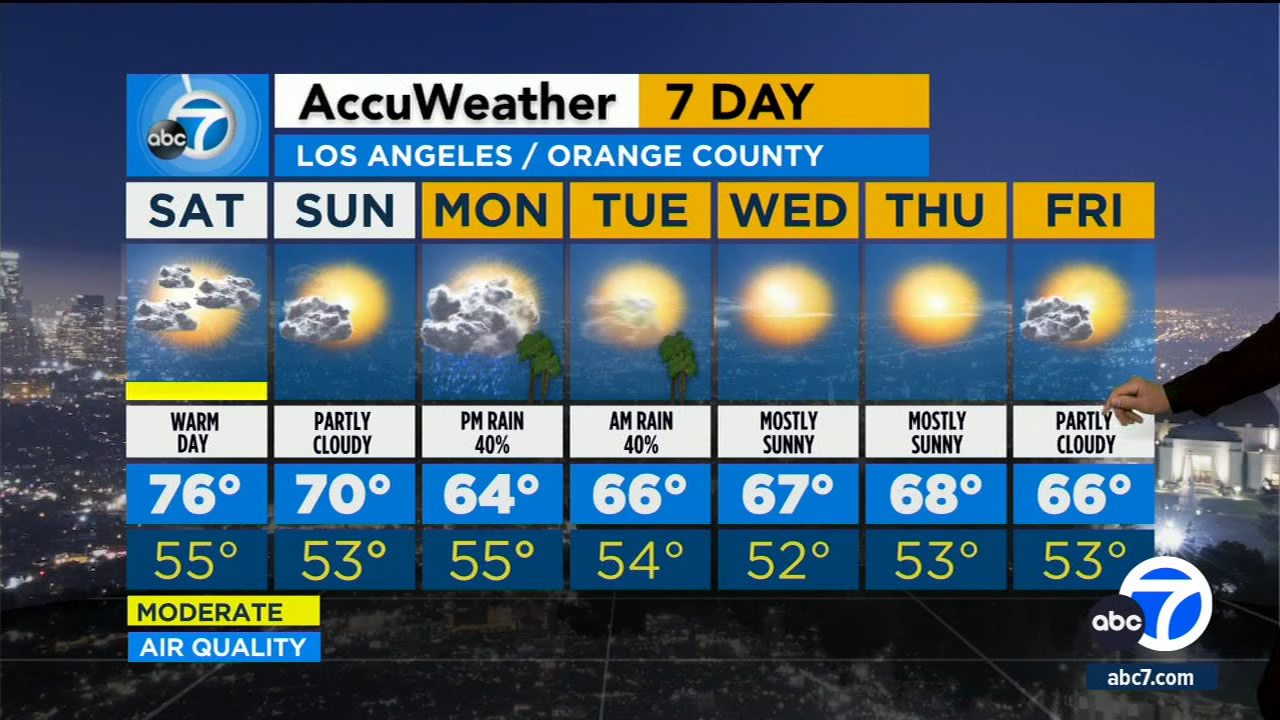 abc 7
AccuWeather 7 DAY
LOS ANGELES / ORANGE COUNTY
SAT SUN MON TUE WED THU FRI
WARM DAY PARTLY CLOUDY PM RAIN 40% AM RAIN 40% MOSTLY SUNNY MOSTLY SUNNY PARTLY CLOUDY
76° 70° 64° 66° 67° 68° 66°
55° 53° 55° 54° 52° 53° 53°
MODERATE
AIR QUALITY
abc 7
abc7.com